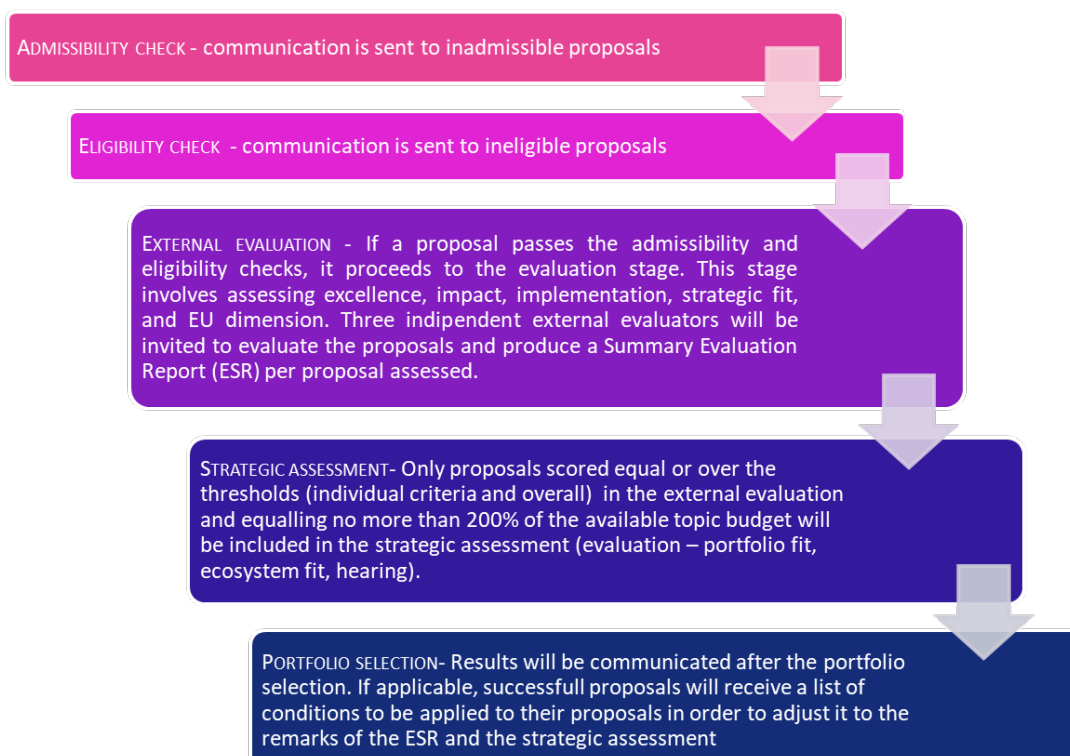 ADMISSIBILITY CHECK - communication is sent to inadmissible proposals
ELIGIBILITY CHECK - communication is sent to ineligible proposals
EXTERNAL EVALUATION - If a proposal passes the admissibility and
eligibility checks, it proceeds to the evaluation stage. This stage
involves assessing excellence, impact, implementation, strategic fit,
and EU dimension. Three indipendent external evaluators will be
invited to evaluate the proposals and produce a Summary Evaluation
Report (ESR) per proposal assessed.
STRATEGIC ASSESSMENT- Only proposals scored equal or over the
thresholds (individual criteria and overall) in the external evaluation
and equalling no more than 200% of the available topic budget will
be included in the strategic assessment (evaluation – portfolio fit,
ecosystem fit, hearing).
PORTFOLIO SELECTION- Results will be communicated after the portfolio
selection. If applicable, successfull proposals will receive a list of
conditions to be applied to their proposals in order to adjust it to the
remarks of the ESR and the strategic assessment